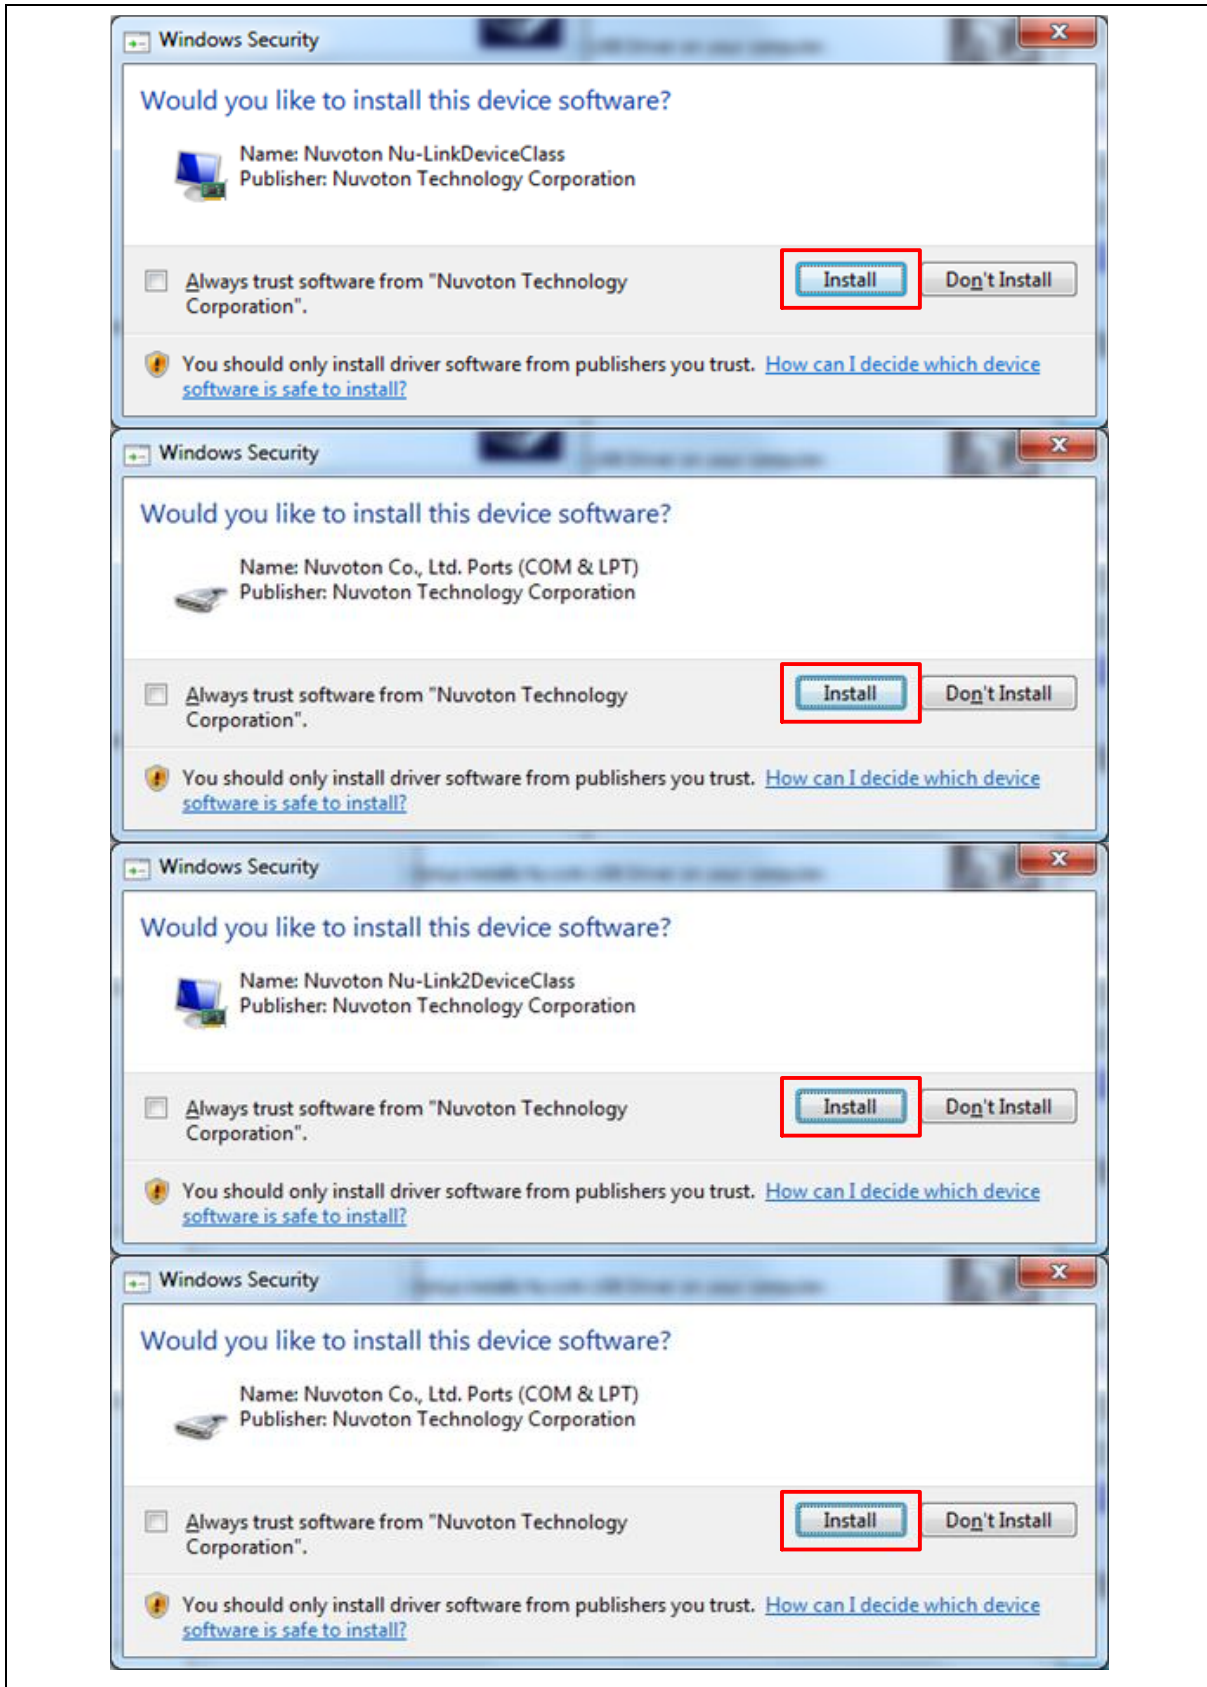 Windows Security
Would you like to install this device software?
Name: Nuvoton Nu-LinkDeviceClass
Publisher: Nuvoton Technology Corporation
Always trust software from "Nuvoton Technology
Corporation".
Install
Don't Install
You should only install driver software from publishers you trust. How can I decide which device
software is safe to install?
Windows Security
Would you like to install this device software?
Name: Nuvoton Co., Ltd. Ports (COM & LPT)
Publisher: Nuvoton Technology Corporation
Always trust software from "Nuvoton Technology
Corporation".
Install
Don't Install
You should only install driver software from publishers you trust. How can I decide which device
software is safe to install?
Windows Security
Would you like to install this device software?
Name: Nuvoton Nu-Link2DeviceClass
Publisher: Nuvoton Technology Corporation
Always trust software from "Nuvoton Technology
Corporation".
Install
Don't Install
You should only install driver software from publishers you trust. How can I decide which device
software is safe to install?
Windows Security
Would you like to install this device software?
Name: Nuvoton Co., Ltd. Ports (COM & LPT)
Publisher: Nuvoton Technology Corporation
Always trust software from "Nuvoton Technology
Corporation".
Install
Don't Install
You should only install driver software from publishers you trust. How can I decide which device
software is safe to install?